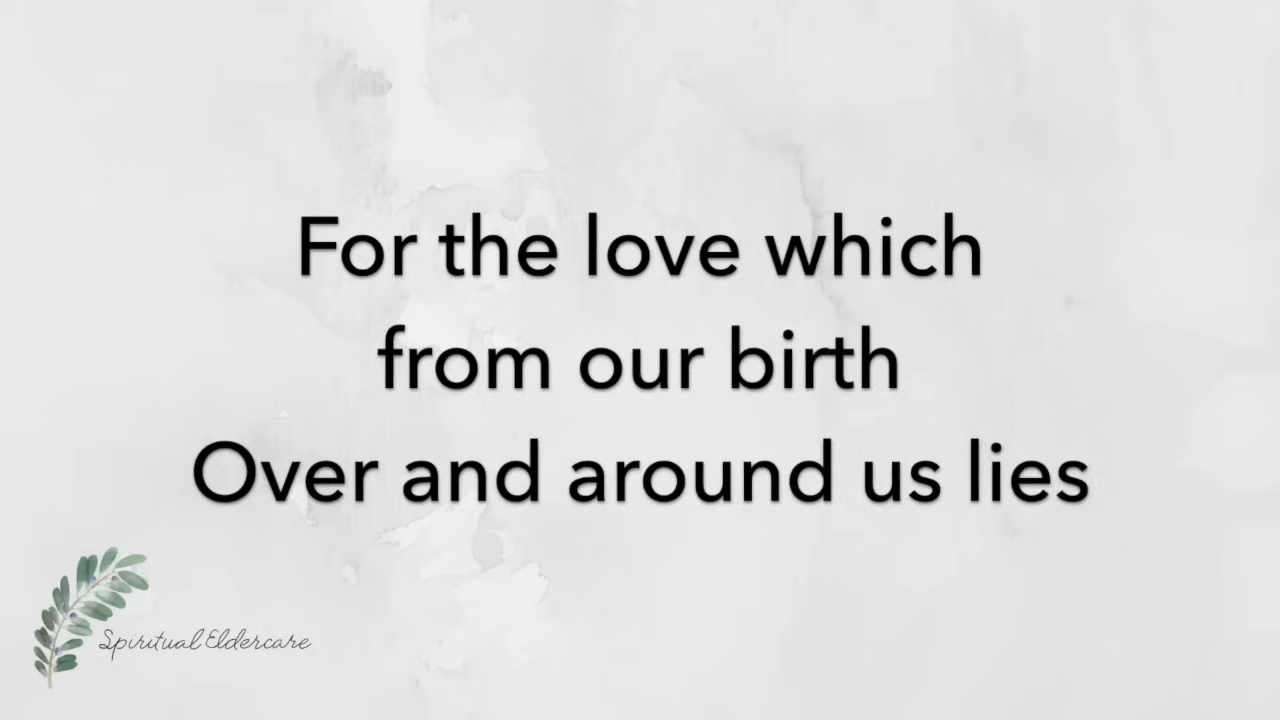 For the love which
from our birth
Over and around us lies
Spiritual Eldercare